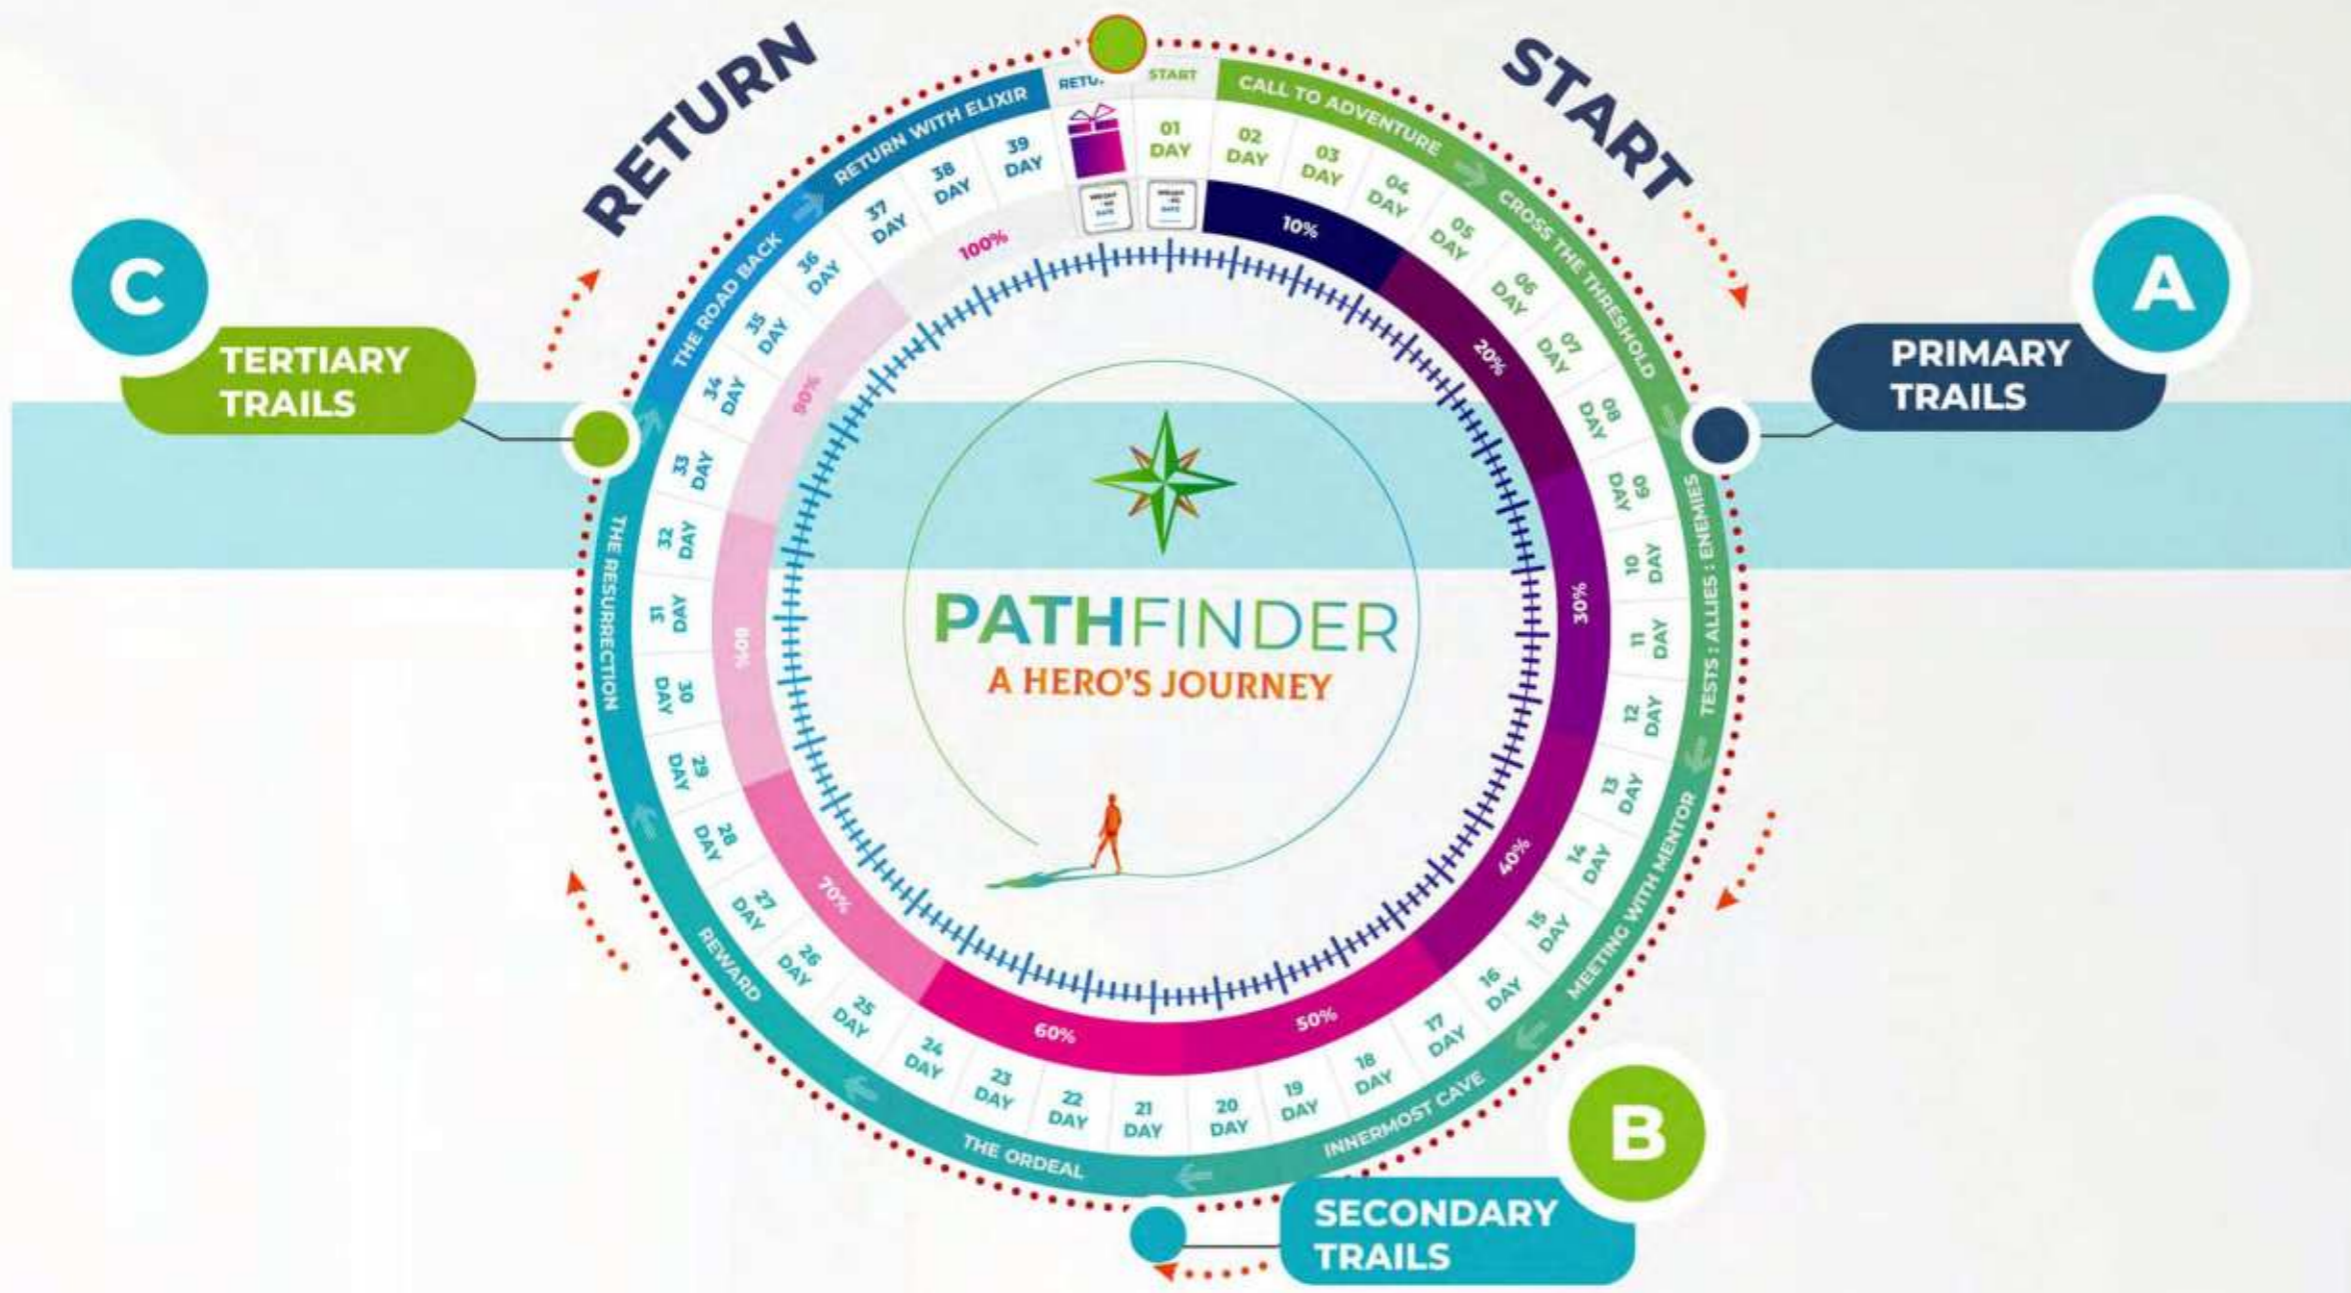 RETURN
START
START
CALL TO ADVENTURE
CROSS THE THRESHOLD
TESTS : ALLIES : ENEMIES
MEETING WITH MENTOR
INNERMOST CAVE
THE ORDEAL
REWARD
THE RESURRECTION
THE ROAD BACK
RETURN WITH ELIXIR
RETU
01
DAY
02
DAY
03
DAY
04
DAY
05
DAY
06
DAY
07
DAY
08
DAY
09
DAY
10
DAY
11
DAY
12
DAY
13
DAY
14
DAY
15
DAY
16
DAY
17
DAY
18
DAY
19
DAY
20
DAY
21
DAY
22
DAY
23
DAY
24
DAY
25
DAY
26
DAY
27
DAY
28
DAY
29
DAY
30
DAY
31
DAY
32
DAY
33
DAY
34
DAY
35
DAY
36
DAY
37
DAY
38
DAY
39
DAY
10%
20%
30%
40%
50%
60%
70%
80%
90%
100%
A
PRIMARY
TRAILS
B
SECONDARY
TRAILS
C
TERTIARY
TRAILS
PATHFINDER
A HERO'S JOURNEY